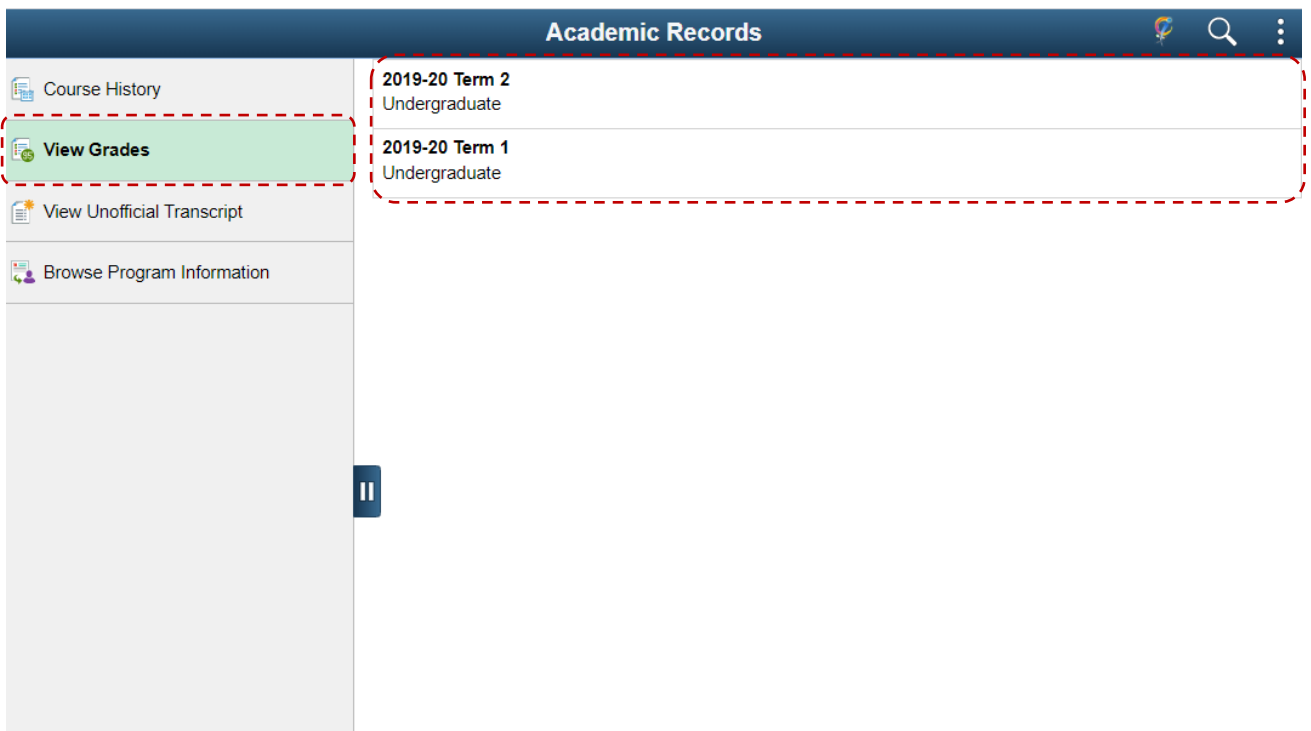 Academic Records
Course History
View Grades
View Unofficial Transcript
Browse Program Information
2019-20 Term 2
Undergraduate
2019-20 Term 1
Undergraduate